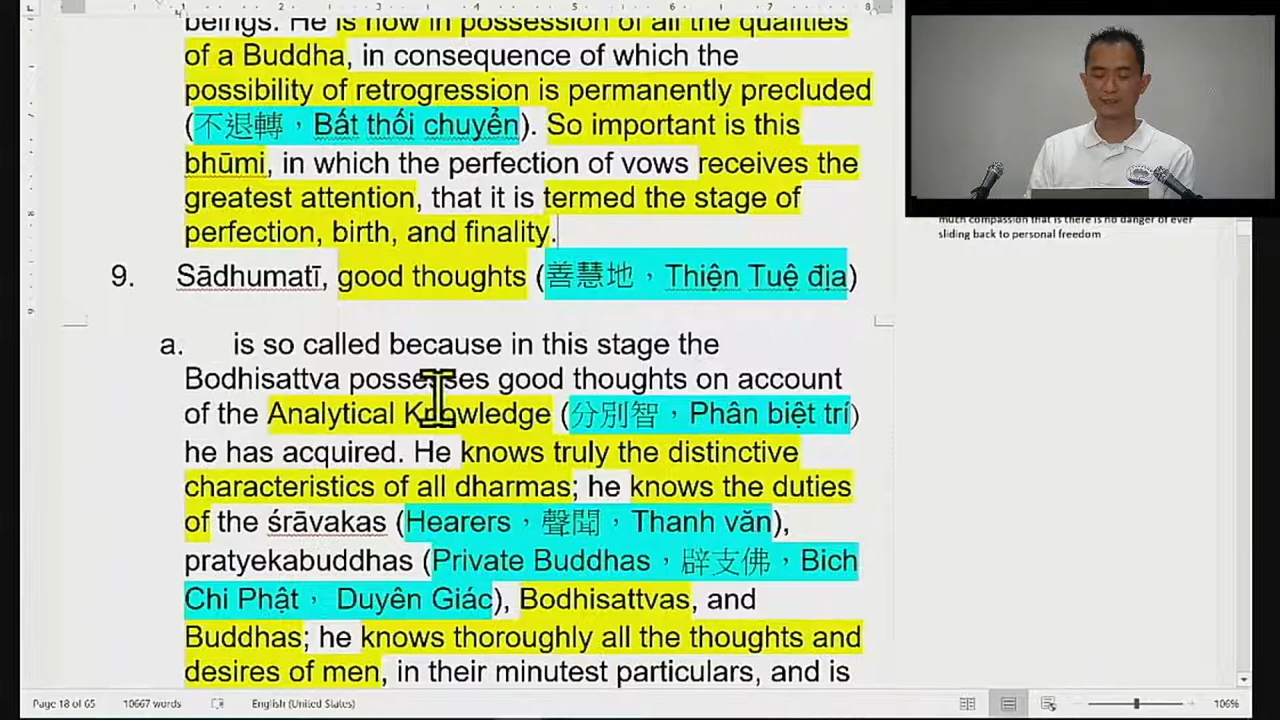 beings. He is now in possession of all the qualities
of a Buddha, in consequence of which the
possibility of retrogression is permanently precluded
(不退轉，Bất thối chuyển). So important is this
bhūmi, in which the perfection of vows receives the
greatest attention, that it is termed the stage of
perfection, birth, and finality.
9. Sādhumatī, good thoughts (善慧地，Thiện Tuệ địa)
a. is so called because in this stage the
Bodhisattva possesses good thoughts on account
of the Analytical Knowledge (分別智，Phân biệt trí)
he has acquired. He knows truly the distinctive
characteristics of all dharmas; he knows the duties
of the śrāvakas (Hearers，聲聞，Thanh văn),
pratyekabuddhas (Private Buddhas，辟支佛，Bich
Chi Phật， Duyên Giác), Bodhisattvas, and
Buddhas; he knows thoroughly all the thoughts and
desires of men, in their minutest particulars, and is
much compassion that is there is no danger of ever
sliding back to personal freedom
Page 18 of 65 10667 words English (United States) 106%